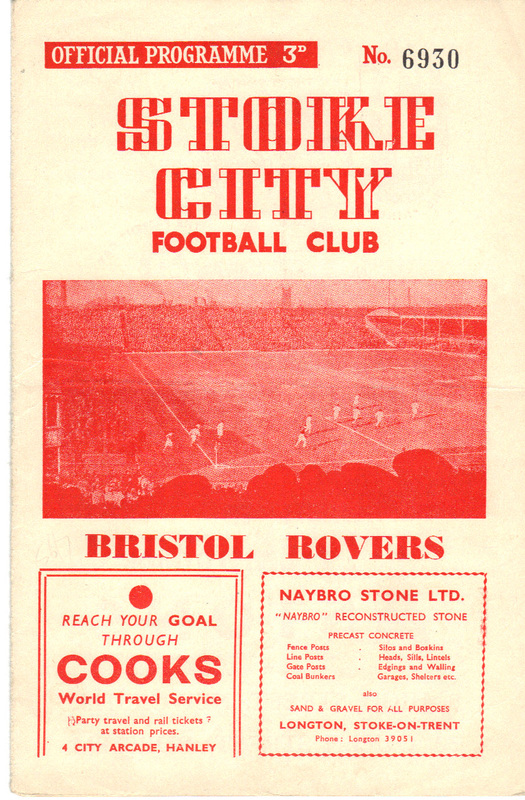 OFFICIAL PROGRAMME 3D
No. 6930
STOKE
CITY
FOOTBALL CLUB
BRISTOL ROVERS
REACH YOUR GOAL
THROUGH
COOKS
World Travel Service
Party travel and rail tickets
at station prices.
4 CITY ARCADE, HANLEY
NAYBRO STONE LTD.
"NAYBRO" RECONSTRUCTED STONE
PRECAST CONCRETE
Fence Posts . Silos and Boskins
Line Posts . Heads, Sills, Lintels
Gate Posts . Edgings and Walling
Coal Bunkers . Garages, Shelters etc.
also
SAND & GRAVEL FOR ALL PURPOSES
LONGTON, STOKE-ON-TRENT
Phone: Longton 39051